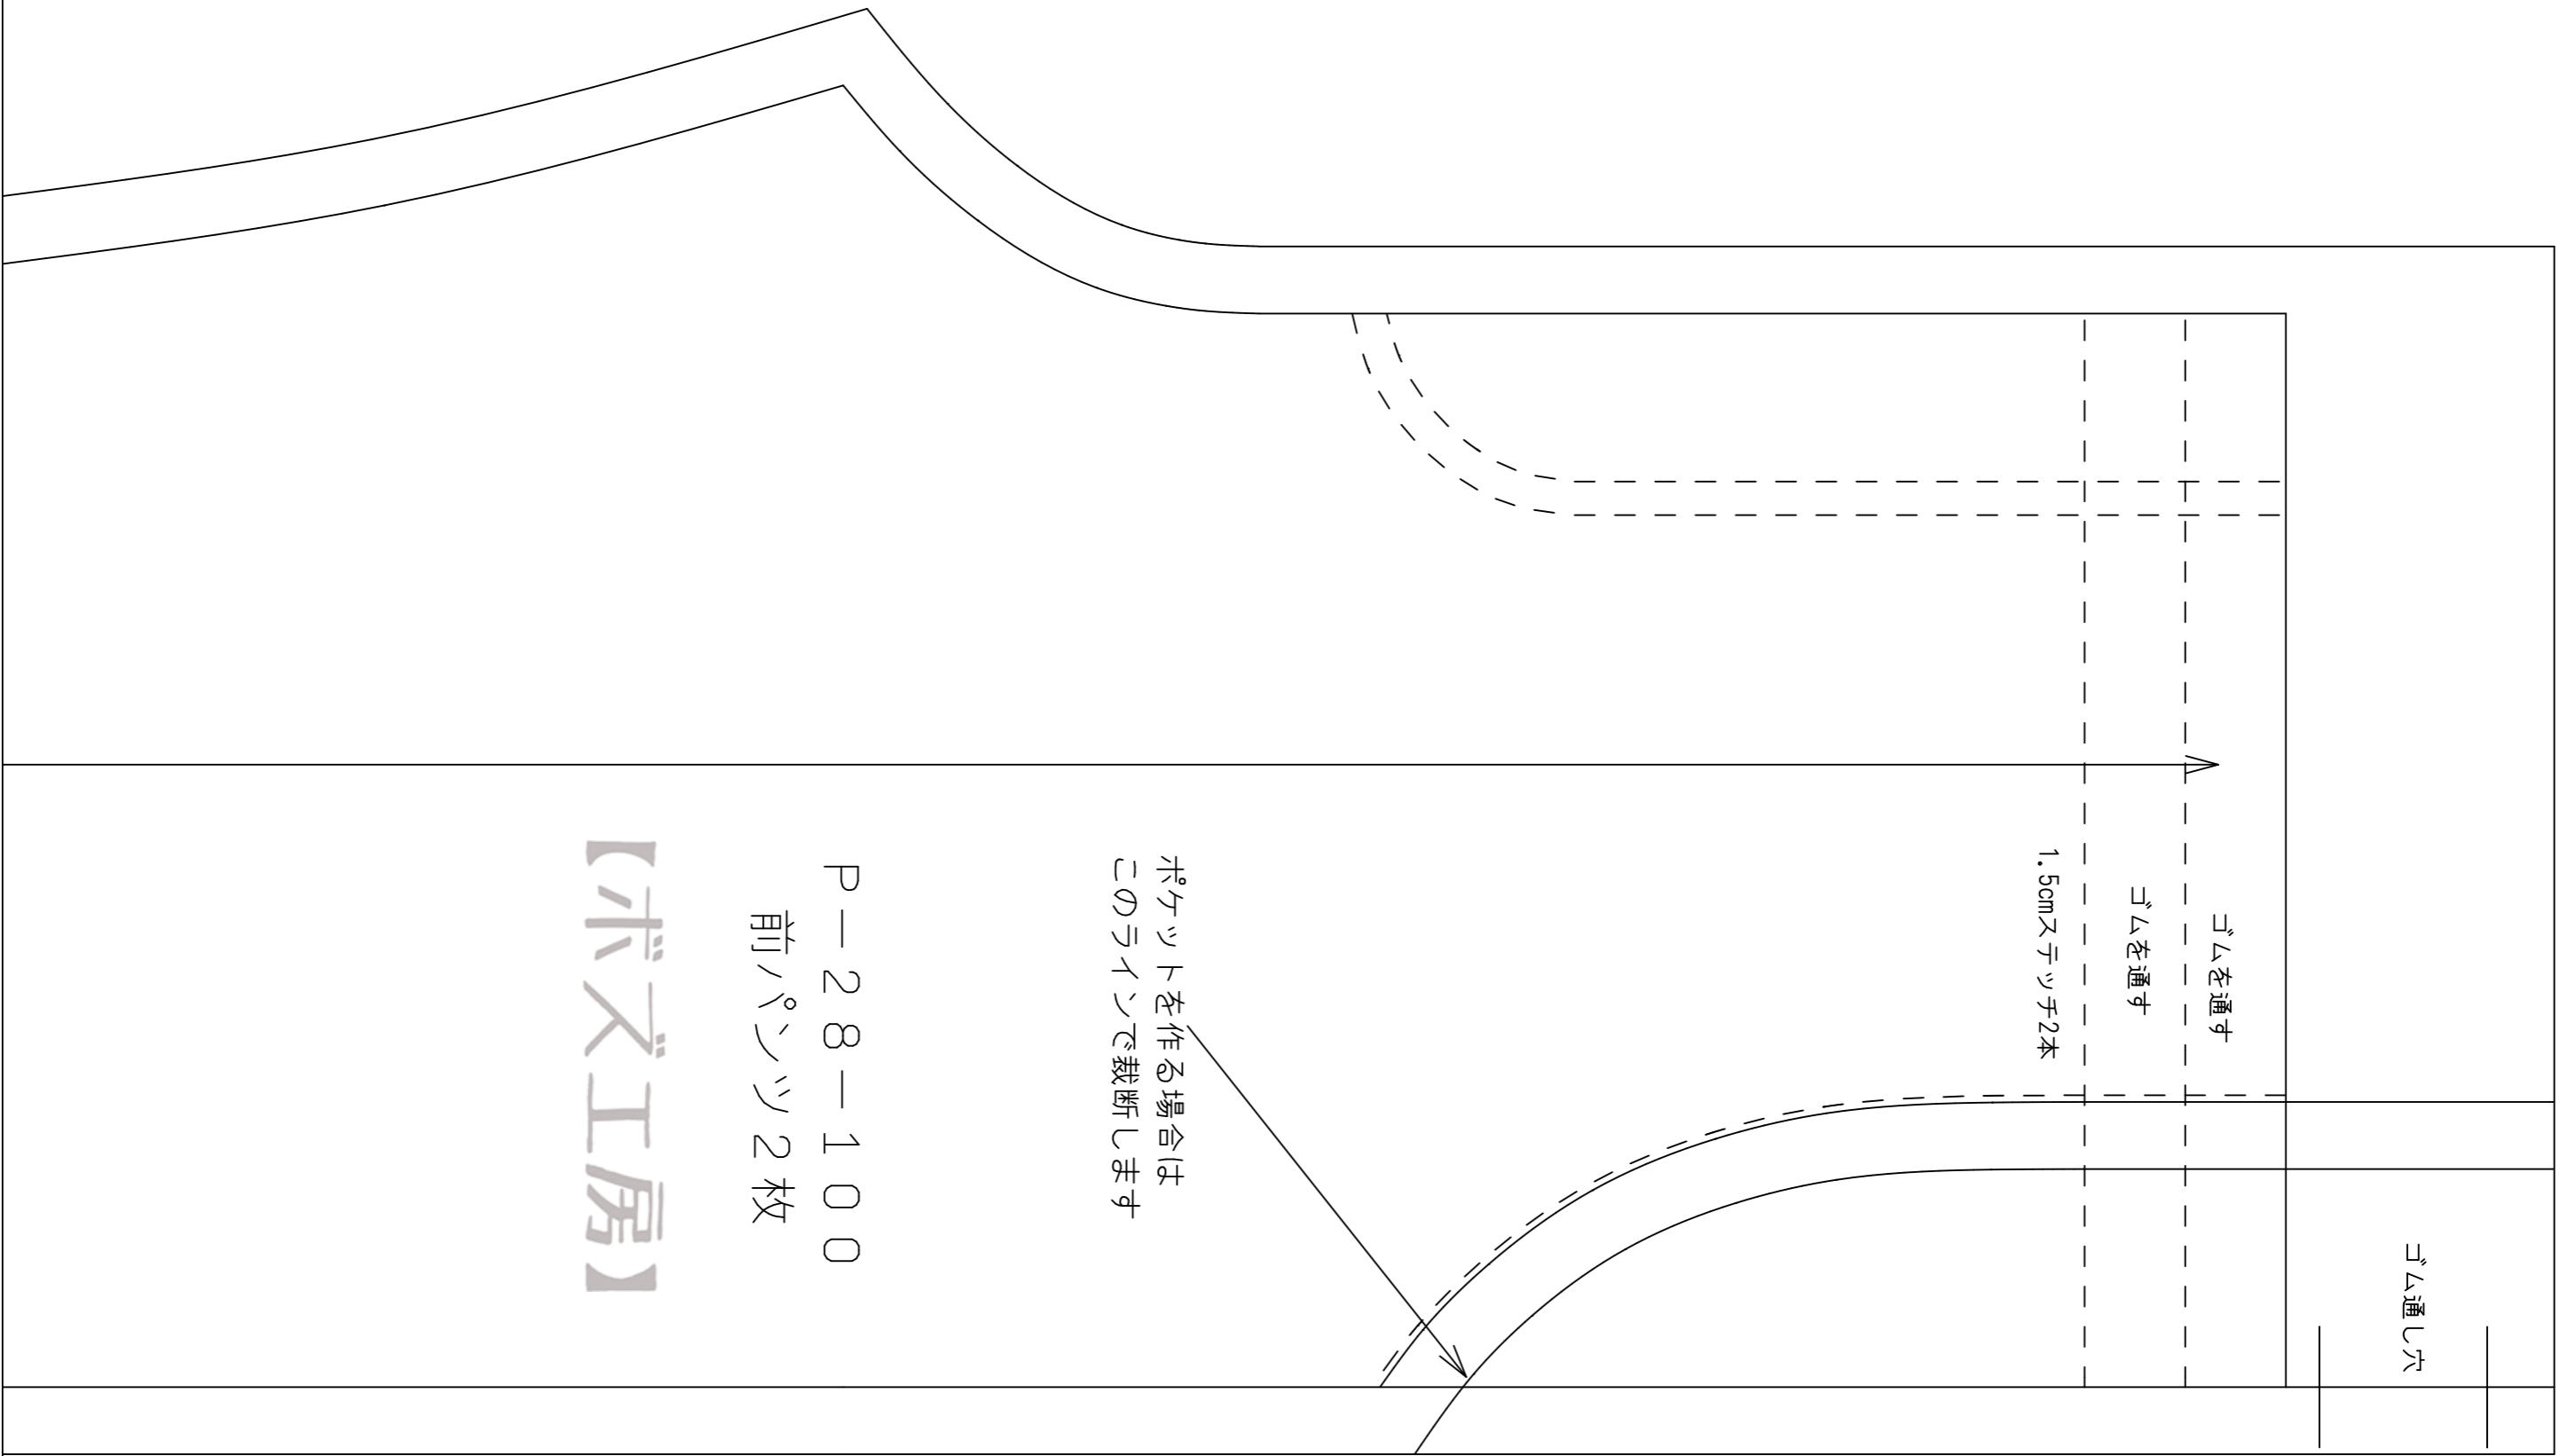 ゴム通し穴
ゴムを通す
ゴムを通す
1.5cmステッチ2本
ポケットを作る場合は
このラインで裁断します
P－28－100
前パンツ2枚
【ボズ工房】